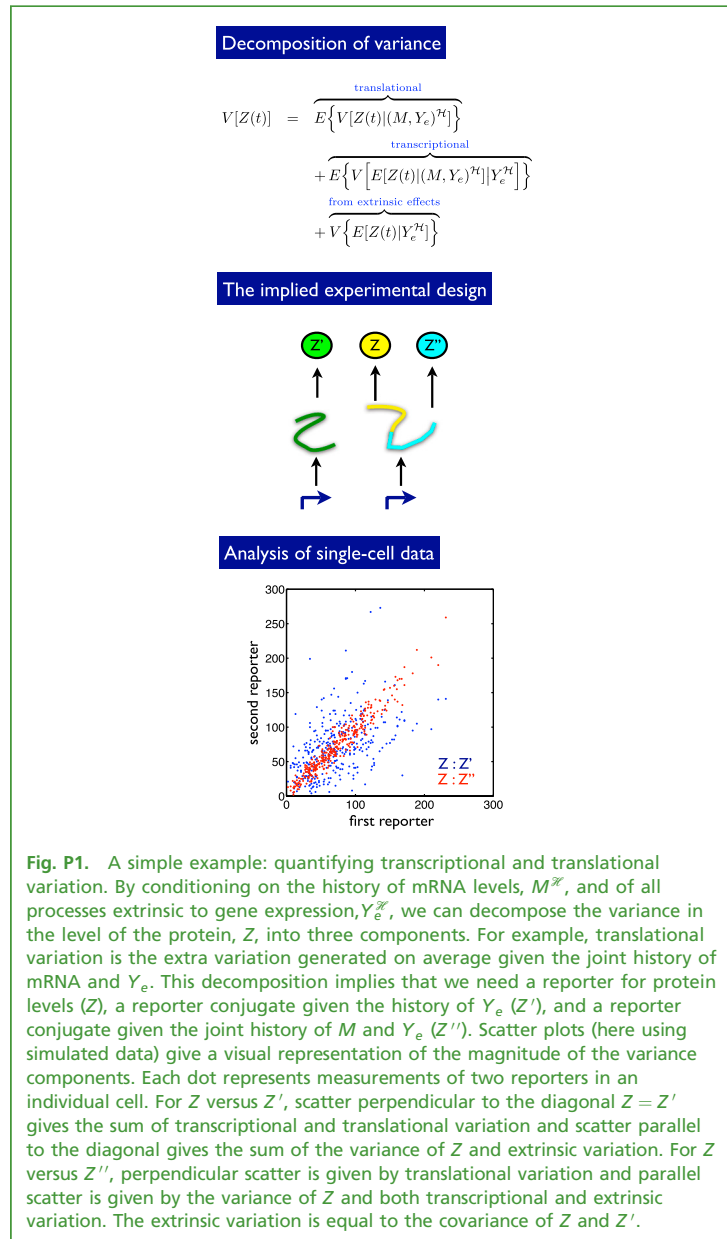 Decomposition of variance
translational
V[Z(t)] = E{V[Z(t)|(M, Y_e)^ℋ]}
transcriptional
+ E{V[E[Z(t)|(M, Y_e)^ℋ]|Y_e^ℋ]}
from extrinsic effects
+ V{E[Z(t)|Y_e^ℋ]}
The implied experimental design
Z' Z Z''
Analysis of single-cell data
300
250
200
150
100
50
0
second reporter
Z : Z'
Z : Z''
0 100 200 300
first reporter
Fig. P1. A simple example: quantifying transcriptional and translational
variation. By conditioning on the history of mRNA levels, M^ℋ, and of all
processes extrinsic to gene expression,Y_e^ℋ, we can decompose the variance in
the level of the protein, Z, into three components. For example, translational
variation is the extra variation generated on average given the joint history of
mRNA and Y_e. This decomposition implies that we need a reporter for protein
levels (Z), a reporter conjugate given the history of Y_e (Z′), and a reporter
conjugate given the joint history of M and Y_e (Z′′). Scatter plots (here using
simulated data) give a visual representation of the magnitude of the variance
components. Each dot represents measurements of two reporters in an
individual cell. For Z versus Z′, scatter perpendicular to the diagonal Z = Z′
gives the sum of transcriptional and translational variation and scatter parallel
to the diagonal gives the sum of the variance of Z and extrinsic variation. For Z
versus Z′′, perpendicular scatter is given by translational variation and parallel
scatter is given by the variance of Z and both transcriptional and extrinsic
variation. The extrinsic variation is equal to the covariance of Z and Z′.